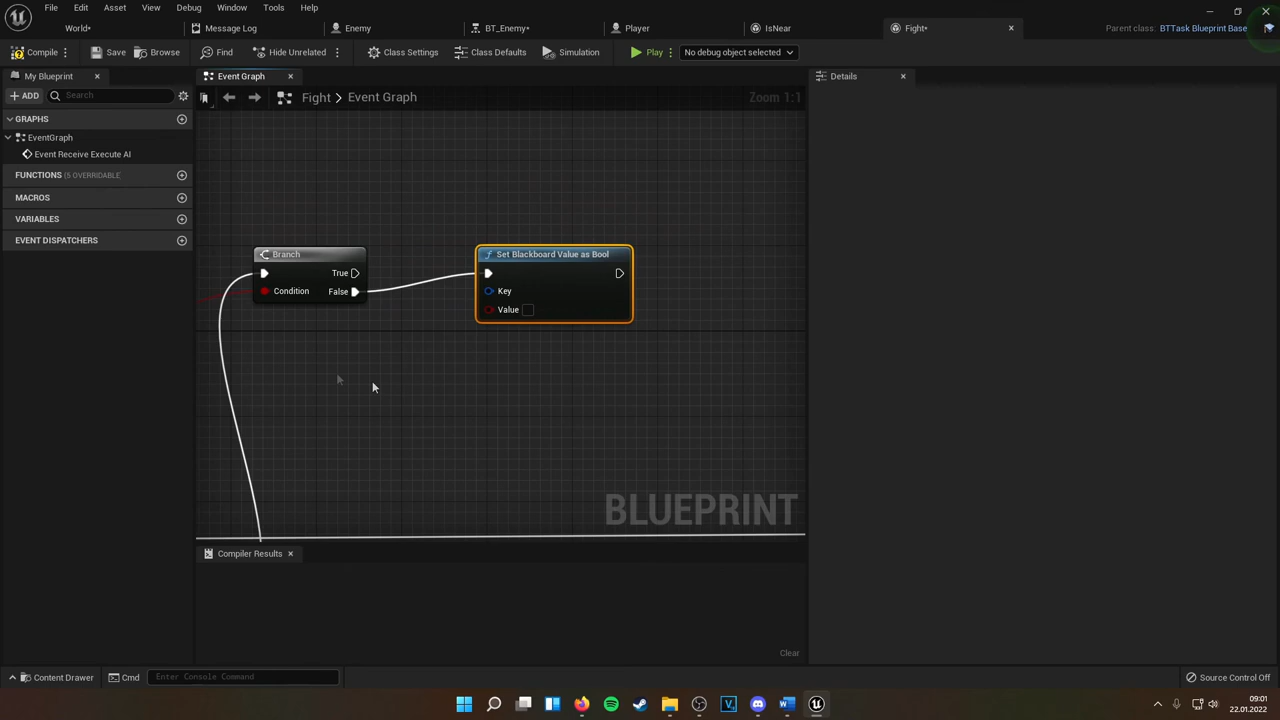 File Edit Asset View Debug Window Tools Help
World* Message Log Enemy BT_Enemy* Player IsNear Fight* Parent class: BTTask Blueprint Base
Compile Save Browse Find Hide Unrelated Class Settings Class Defaults Simulation Play No debug object selected
My Blueprint Event Graph Details
ADD Search Fight > Event Graph Zoom 1:1
GRAPHS
EventGraph
Event Receive Execute AI
FUNCTIONS (5 OVERRIDABLE
MACROS
VARIABLES
EVENT DISPATCHERS
Branch
True
Condition False
Set Blackboard Value as Bool
Key
Value
BLUEPRINT
Compiler Results
Clear
Content Drawer Cmd Enter Console Command Source Control Off
09:01
22.01.2022